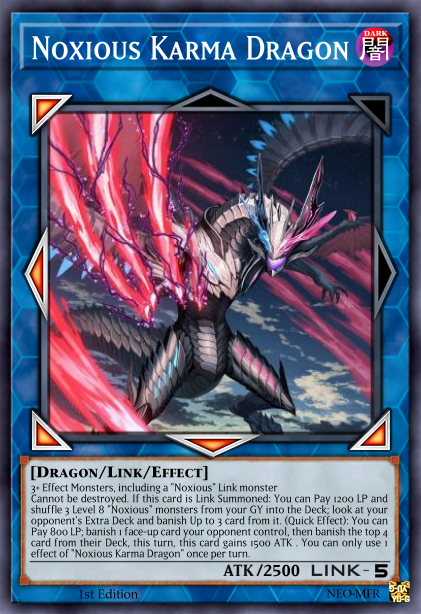 Noxious Karma Dragon
DARK
闇
[Dragon/Link/Effect]
3+ Effect Monsters, including a "Noxious" Link monster
Cannot be destroyed. If this card is Link Summoned: You can Pay 1200 LP and
shuffle 3 Level 8 "Noxious" monsters from your GY into the Deck; look at your
opponent's Extra Deck and banish Up to 3 card from it. (Quick Effect): You can
Pay 800 LP; banish 1 face-up card your opponent control, then banish the top 4
card from their Deck, this turn, this card gains 1500 ATK . You can only use 1
effect of "Noxious Karma Dragon" once per turn.
ATK/2500 LINK-5
1st Edition NEO-MFR